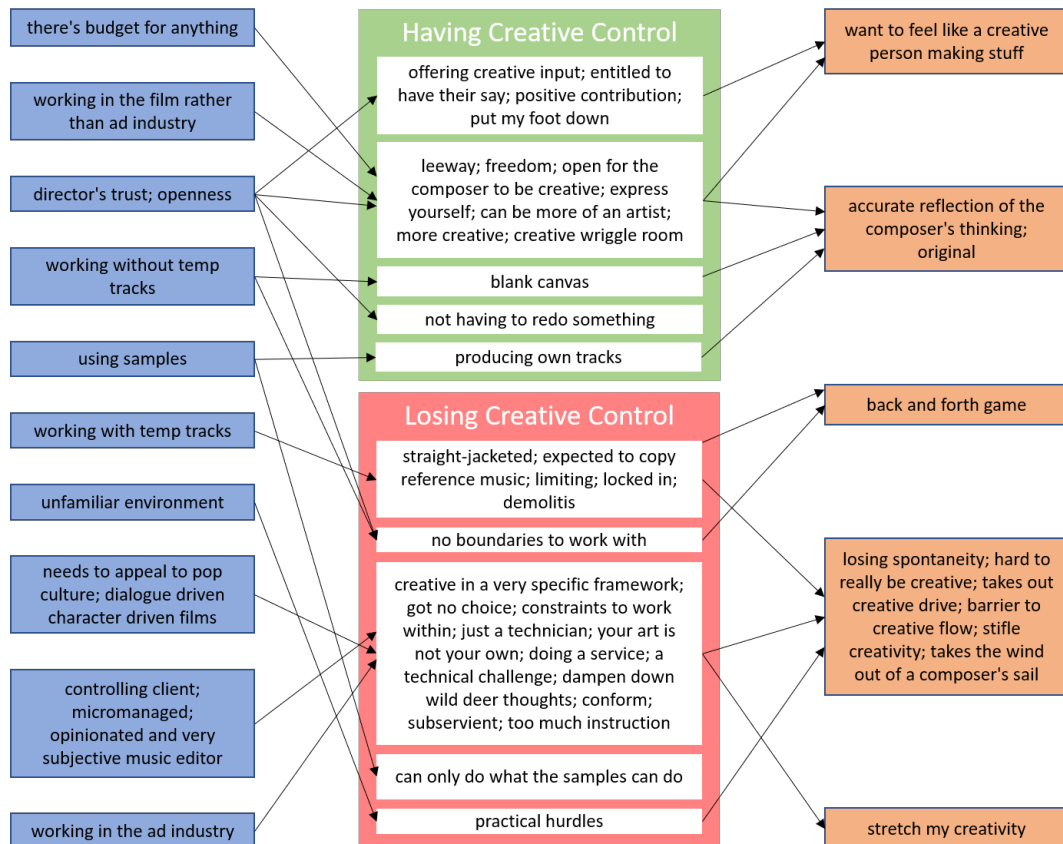 there's budget for anything
working in the film rather
than ad industry
director's trust; openness
working without temp
tracks
using samples
working with temp tracks
unfamiliar environment
needs to appeal to pop
culture; dialogue driven
character driven films
controlling client;
micromanaged;
opinionated and very
subjective music editor
working in the ad industry
Having Creative Control
offering creative input; entitled to
have their say; positive contribution;
put my foot down
leeway; freedom; open for the
composer to be creative; express
yourself; can be more of an artist;
more creative; creative wriggle room
blank canvas
not having to redo something
producing own tracks
Losing Creative Control
straight-jacketed; expected to copy
reference music; limiting; locked in;
demolitis
no boundaries to work with
creative in a very specific framework;
got no choice; constraints to work
within; just a technician; your art is
not your own; doing a service; a
technical challenge; dampen down
wild deer thoughts; conform;
subservient; too much instruction
can only do what the samples can do
practical hurdles
want to feel like a creative
person making stuff
accurate reflection of the
composer's thinking;
original
back and forth game
losing spontaneity; hard to
really be creative; takes out
creative drive; barrier to
creative flow; stifle
creativity; takes the wind
out of a composer's sail
stretch my creativity